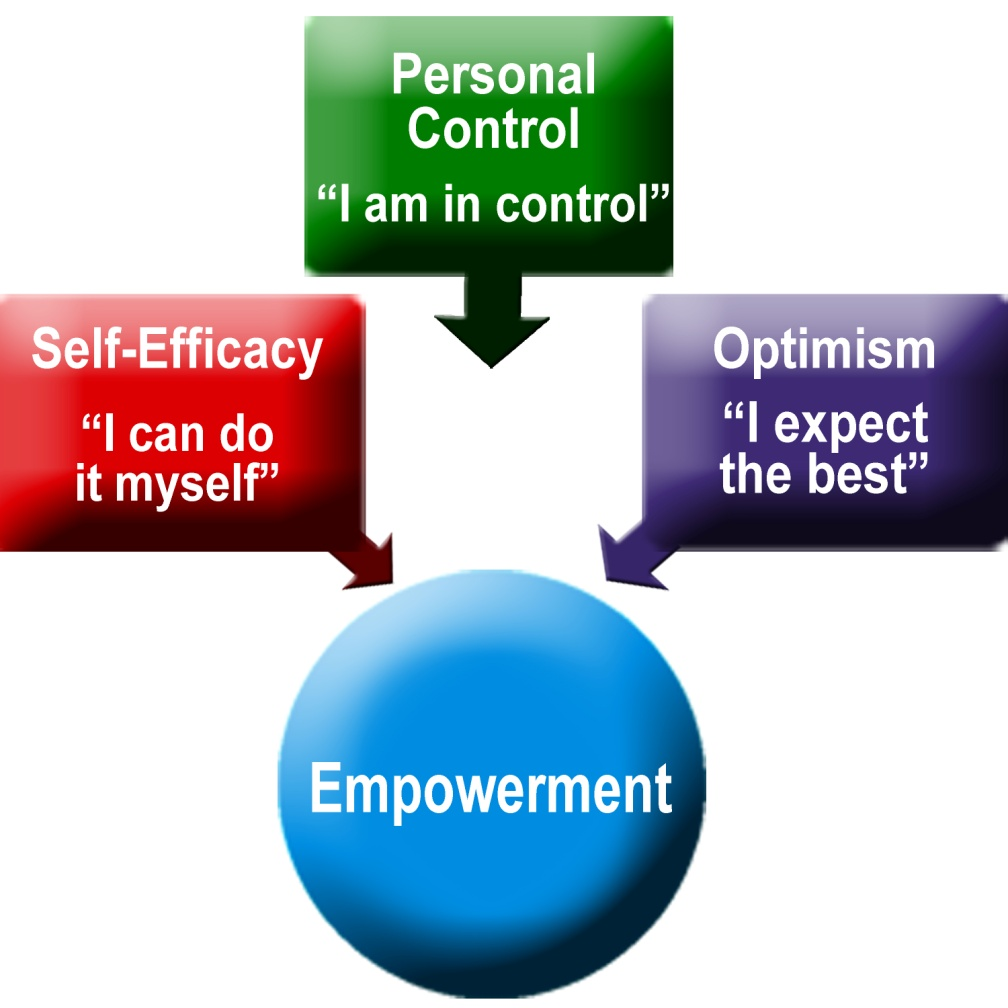 Personal
Control
“I am in control”
Self-Efficacy
“I can do
it myself”
Optimism
“I expect
the best”
Empowerment